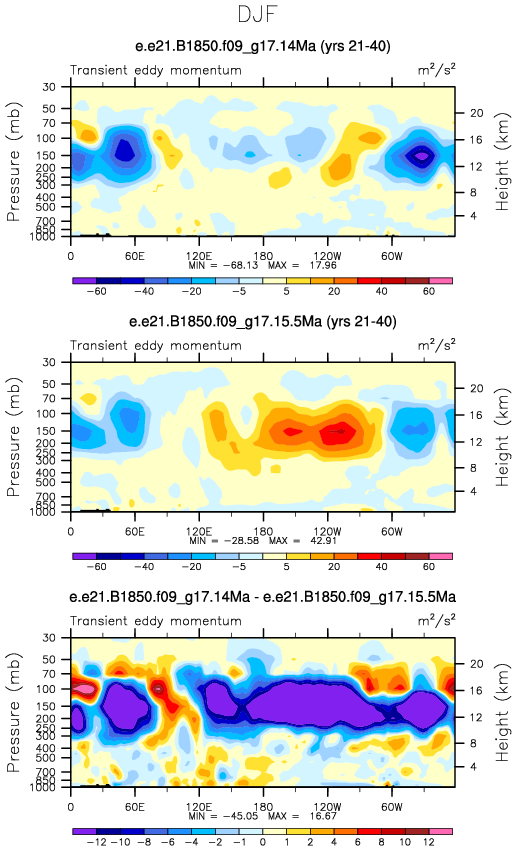 DJF
e.e21.B1850.f09_g17.14Ma (yrs 21-40)
Transient eddy momentum m²/s²
Pressure (mb)
30
50
70
100
150
200
250
300
400
500
700
850
1000
20
16
12
8
4
Height (km)
0 60E 120E 180 120W 60W
MIN = -68.13 MAX = 17.96
-60 -40 -20 -5 5 20 40 60
e.e21.B1850.f09_g17.15.5Ma (yrs 21-40)
Transient eddy momentum m²/s²
Pressure (mb)
30
50
70
100
150
200
250
300
400
500
700
850
1000
20
16
12
8
4
Height (km)
0 60E 120E 180 120W 60W
MIN = -28.58 MAX = 42.91
-60 -40 -20 -5 5 10 20 30 40 50 60
e.e21.B1850.f09_g17.14Ma - e.e21.B1850.f09_g17.15.5Ma
Transient eddy momentum m²/s²
Pressure (mb)
30
50
70
100
150
200
250
300
400
500
700
850
1000
20
16
12
8
4
Height (km)
0 60E 120E 180 120W 60W
MIN = -45.05 MAX = 16.67
-12 -10 -8 -6 -4 -2 -1 0 1 2 4 6 8 10 12